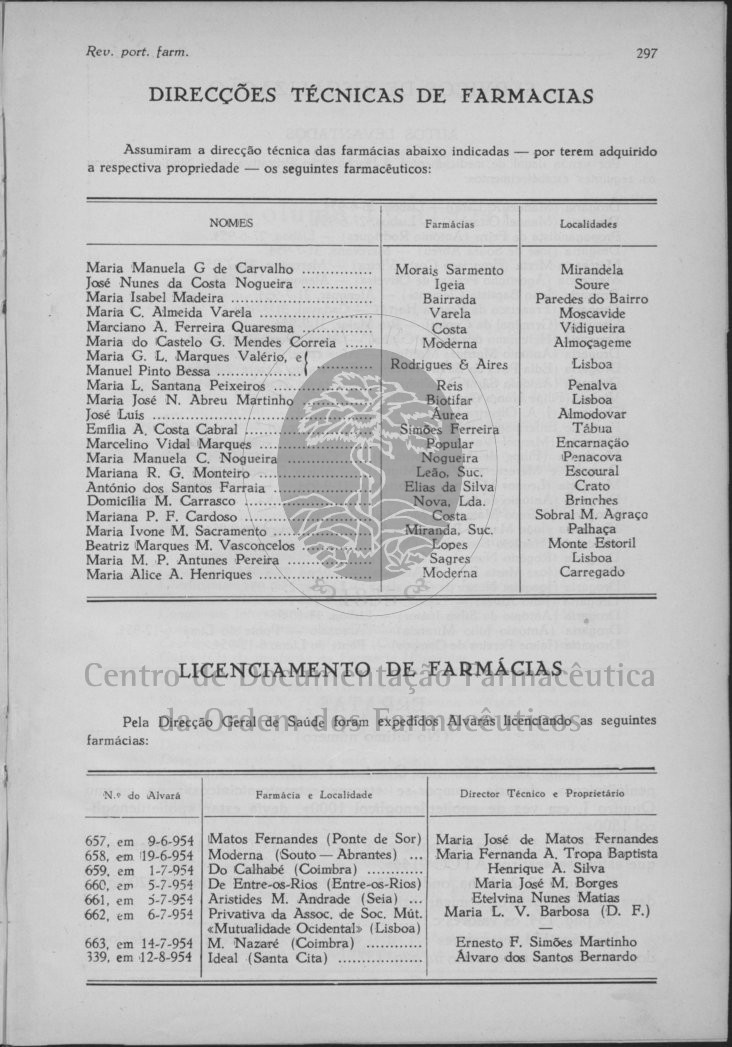 Rev. port. farm. 297
DIRECÇÕES TÉCNICAS DE FARMACIAS
Assumiram a direcção técnica das farmácias abaixo indicadas — por terem adquirido
a respectiva propriedade — os seguintes farmacêuticos:
NOMES Farmácias Localidades
Maria Manuela G de Carvalho ............... Morais Sarmento Mirandela
José Nunes da Costa Nogueira ............... Igeia Soure
Maria Isabel Madeira ............................... Bairrada Paredes do Bairro
Maria C. Almeida Varela ......................... Varela Moscavide
Marciano A. Ferreira Quaresma ............... Costa Vidigueira
Maria do Castelo G. Mendes Correia ...... Moderna Almoçageme
Maria G. L. Marques Valério, e
Manuel Pinto Bessa ................... Rodrigues & Aires Lisboa
Maria L. Santana Peixeiros ...................... Reis Penalva
Maria José N. Abreu Martinho ............... Biotifar Lisboa
José Luis ................................................ Áurea Almodovar
Emília A. Costa Cabral ............................ Simões Ferreira Tábua
Marcelino Vidal Marques ......................... Popular Encarnação
Maria Manuela C. Nogueira .................... Nogueira Penacova
Mariana R. G. Monteiro ......................... Leão, Suc. Escoural
António dos Santos Farraia ...................... Elias da Silva Crato
Domicília M. Carrasco ............................ Nova, Lda. Brinches
Mariana P. F. Cardoso ............................ Costa Sobral M. Agraço
Maria Ivone M. Sacramento ...................... Miranda, Suc. Palhaça
Beatriz Marques M. Vasconcelos ............... Lopes Monte Estoril
Maria M. P. Antunes Pereira .................. Sagres Lisboa
Maria Alice A. Henriques ......................... Moderna Carregado
LICENCIAMENTO DE FARMÁCIAS
Centro de Documentação Farmacêutica
da Ordem dos Farmacêuticos
Pela Direcção Geral de Saúde foram expedidos Alvarás licenciando as seguintes
farmácias:
N.º do Alvará Farmácia e Localidade Director Técnico e Proprietário
657, em 9-6-954 Matos Fernandes (Ponte de Sor) Maria José de Matos Fernandes
658, em 19-6-954 Moderna (Souto — Abrantes) ... Maria Fernanda A. Tropa Baptista
659, em 1-7-954 Do Calhabé (Coimbra) ............ Henrique A. Silva
660, em 5-7-954 De Entre-os-Rios (Entre-os-Rios) Maria José M. Borges
661, em 5-7-954 Aristides M. Andrade (Seia) ... Etelvina Nunes Matias
662, em 6-7-954 Privativa da Assoc. de Soc. Mút. Maria L. V. Barbosa (D. F.)
«Mutualidade Ocidental» (Lisboa) —
663, em 14-7-954 M. Nazaré (Coimbra) ............ Ernesto F. Simões Martinho
339, em 12-8-954 Ideal (Santa Cita) .................. Álvaro dos Santos Bernardo